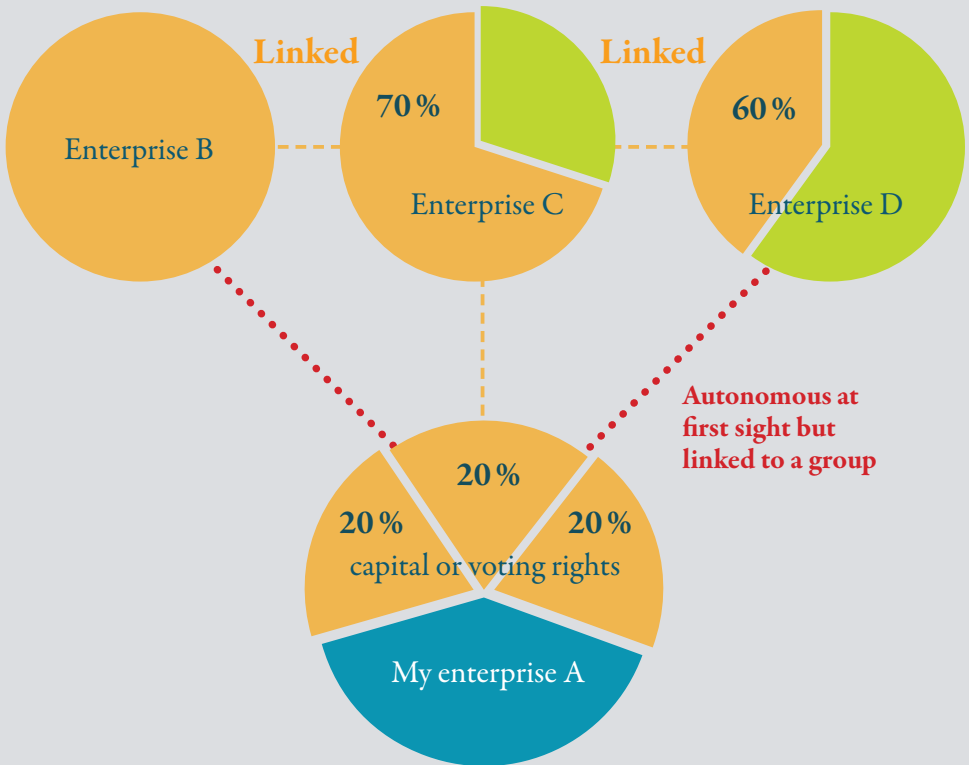 Linked
Linked
70 %
60 %
Enterprise B
Enterprise C
Enterprise D
Autonomous at
first sight but
linked to a group
20 %
20 %
20 %
capital or voting rights
My enterprise A